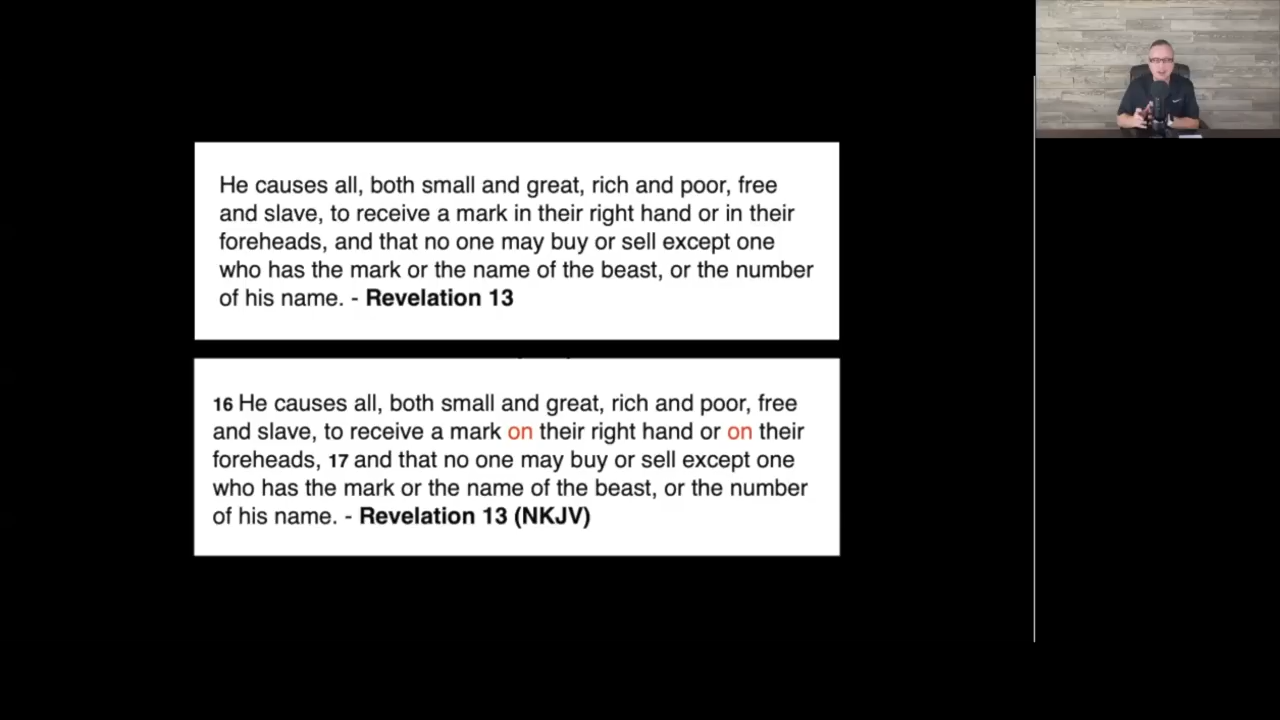 He causes all, both small and great, rich and poor, free
and slave, to receive a mark in their right hand or in their
foreheads, and that no one may buy or sell except one
who has the mark or the name of the beast, or the number
of his name. - Revelation 13
16 He causes all, both small and great, rich and poor, free
and slave, to receive a mark on their right hand or on their
foreheads, 17 and that no one may buy or sell except one
who has the mark or the name of the beast, or the number
of his name. - Revelation 13 (NKJV)